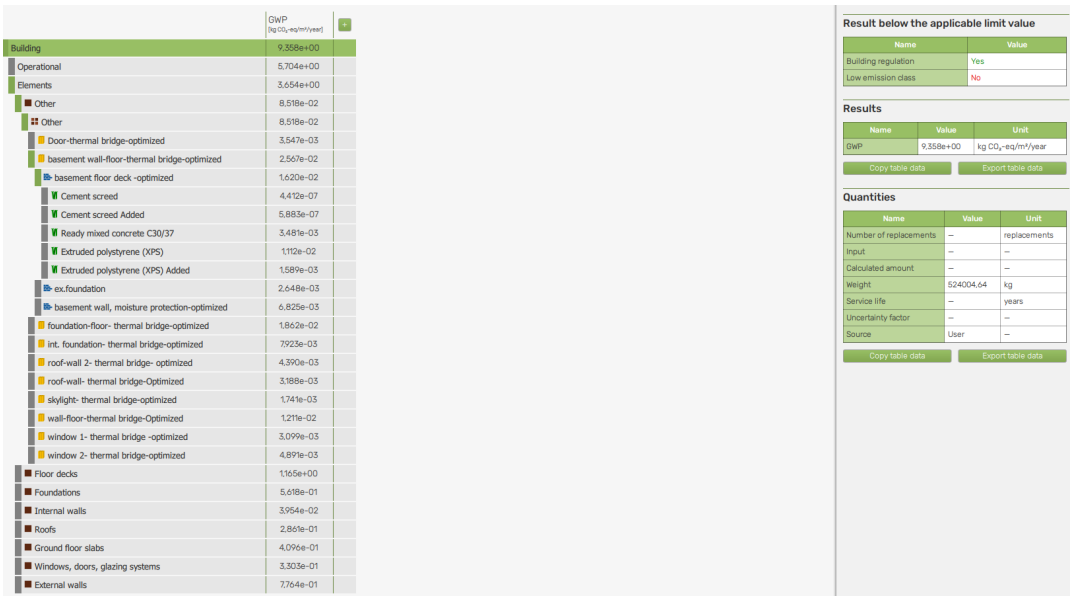 GWP
[kg CO₂-eq/m²/year]
+
Building 9,358e+00
Operational 5,704e+00
Elements 3,654e+00
Other 8,518e-02
Other 8,518e-02
Door-thermal bridge-optimized 3,547e-03
basement wall-floor-thermal bridge-optimized 2,567e-02
basement floor deck -optimized 1,620e-02
Cement screed 4,412e-07
Cement screed Added 5,883e-07
Ready mixed concrete C30/37 3,481e-03
Extruded polystyrene (XPS) 1,112e-02
Extruded polystyrene (XPS) Added 1,589e-03
ex.foundation 2,648e-03
basement wall, moisture protection-optimized 6,825e-03
foundation-floor- thermal bridge-optimized 1,862e-02
int. foundation- thermal bridge-optimized 7,923e-03
roof-wall 2- thermal bridge- optimized 4,390e-03
roof-wall- thermal bridge-Optimized 3,188e-03
skylight- thermal bridge-optimized 1,741e-03
wall-floor-thermal bridge-Optimized 1,211e-02
window 1- thermal bridge -optimized 3,099e-03
window 2- thermal bridge-optimized 4,891e-03
Floor decks 1,165e+00
Foundations 5,618e-01
Internal walls 3,954e-02
Roofs 2,861e-01
Ground floor slabs 4,096e-01
Windows, doors, glazing systems 3,303e-01
External walls 7,764e-01
Result below the applicable limit value
Name Value
Building regulation Yes
Low emission class No
Results
Name Value Unit
GWP 9,358e+00 kg CO₂-eq/m²/year
Copy table data Export table data
Quantities
Name Value Unit
Number of replacements – replacements
Input – –
Calculated amount – –
Weight 524004,64 kg
Service life – years
Uncertainty factor – –
Source User –
Copy table data Export table data